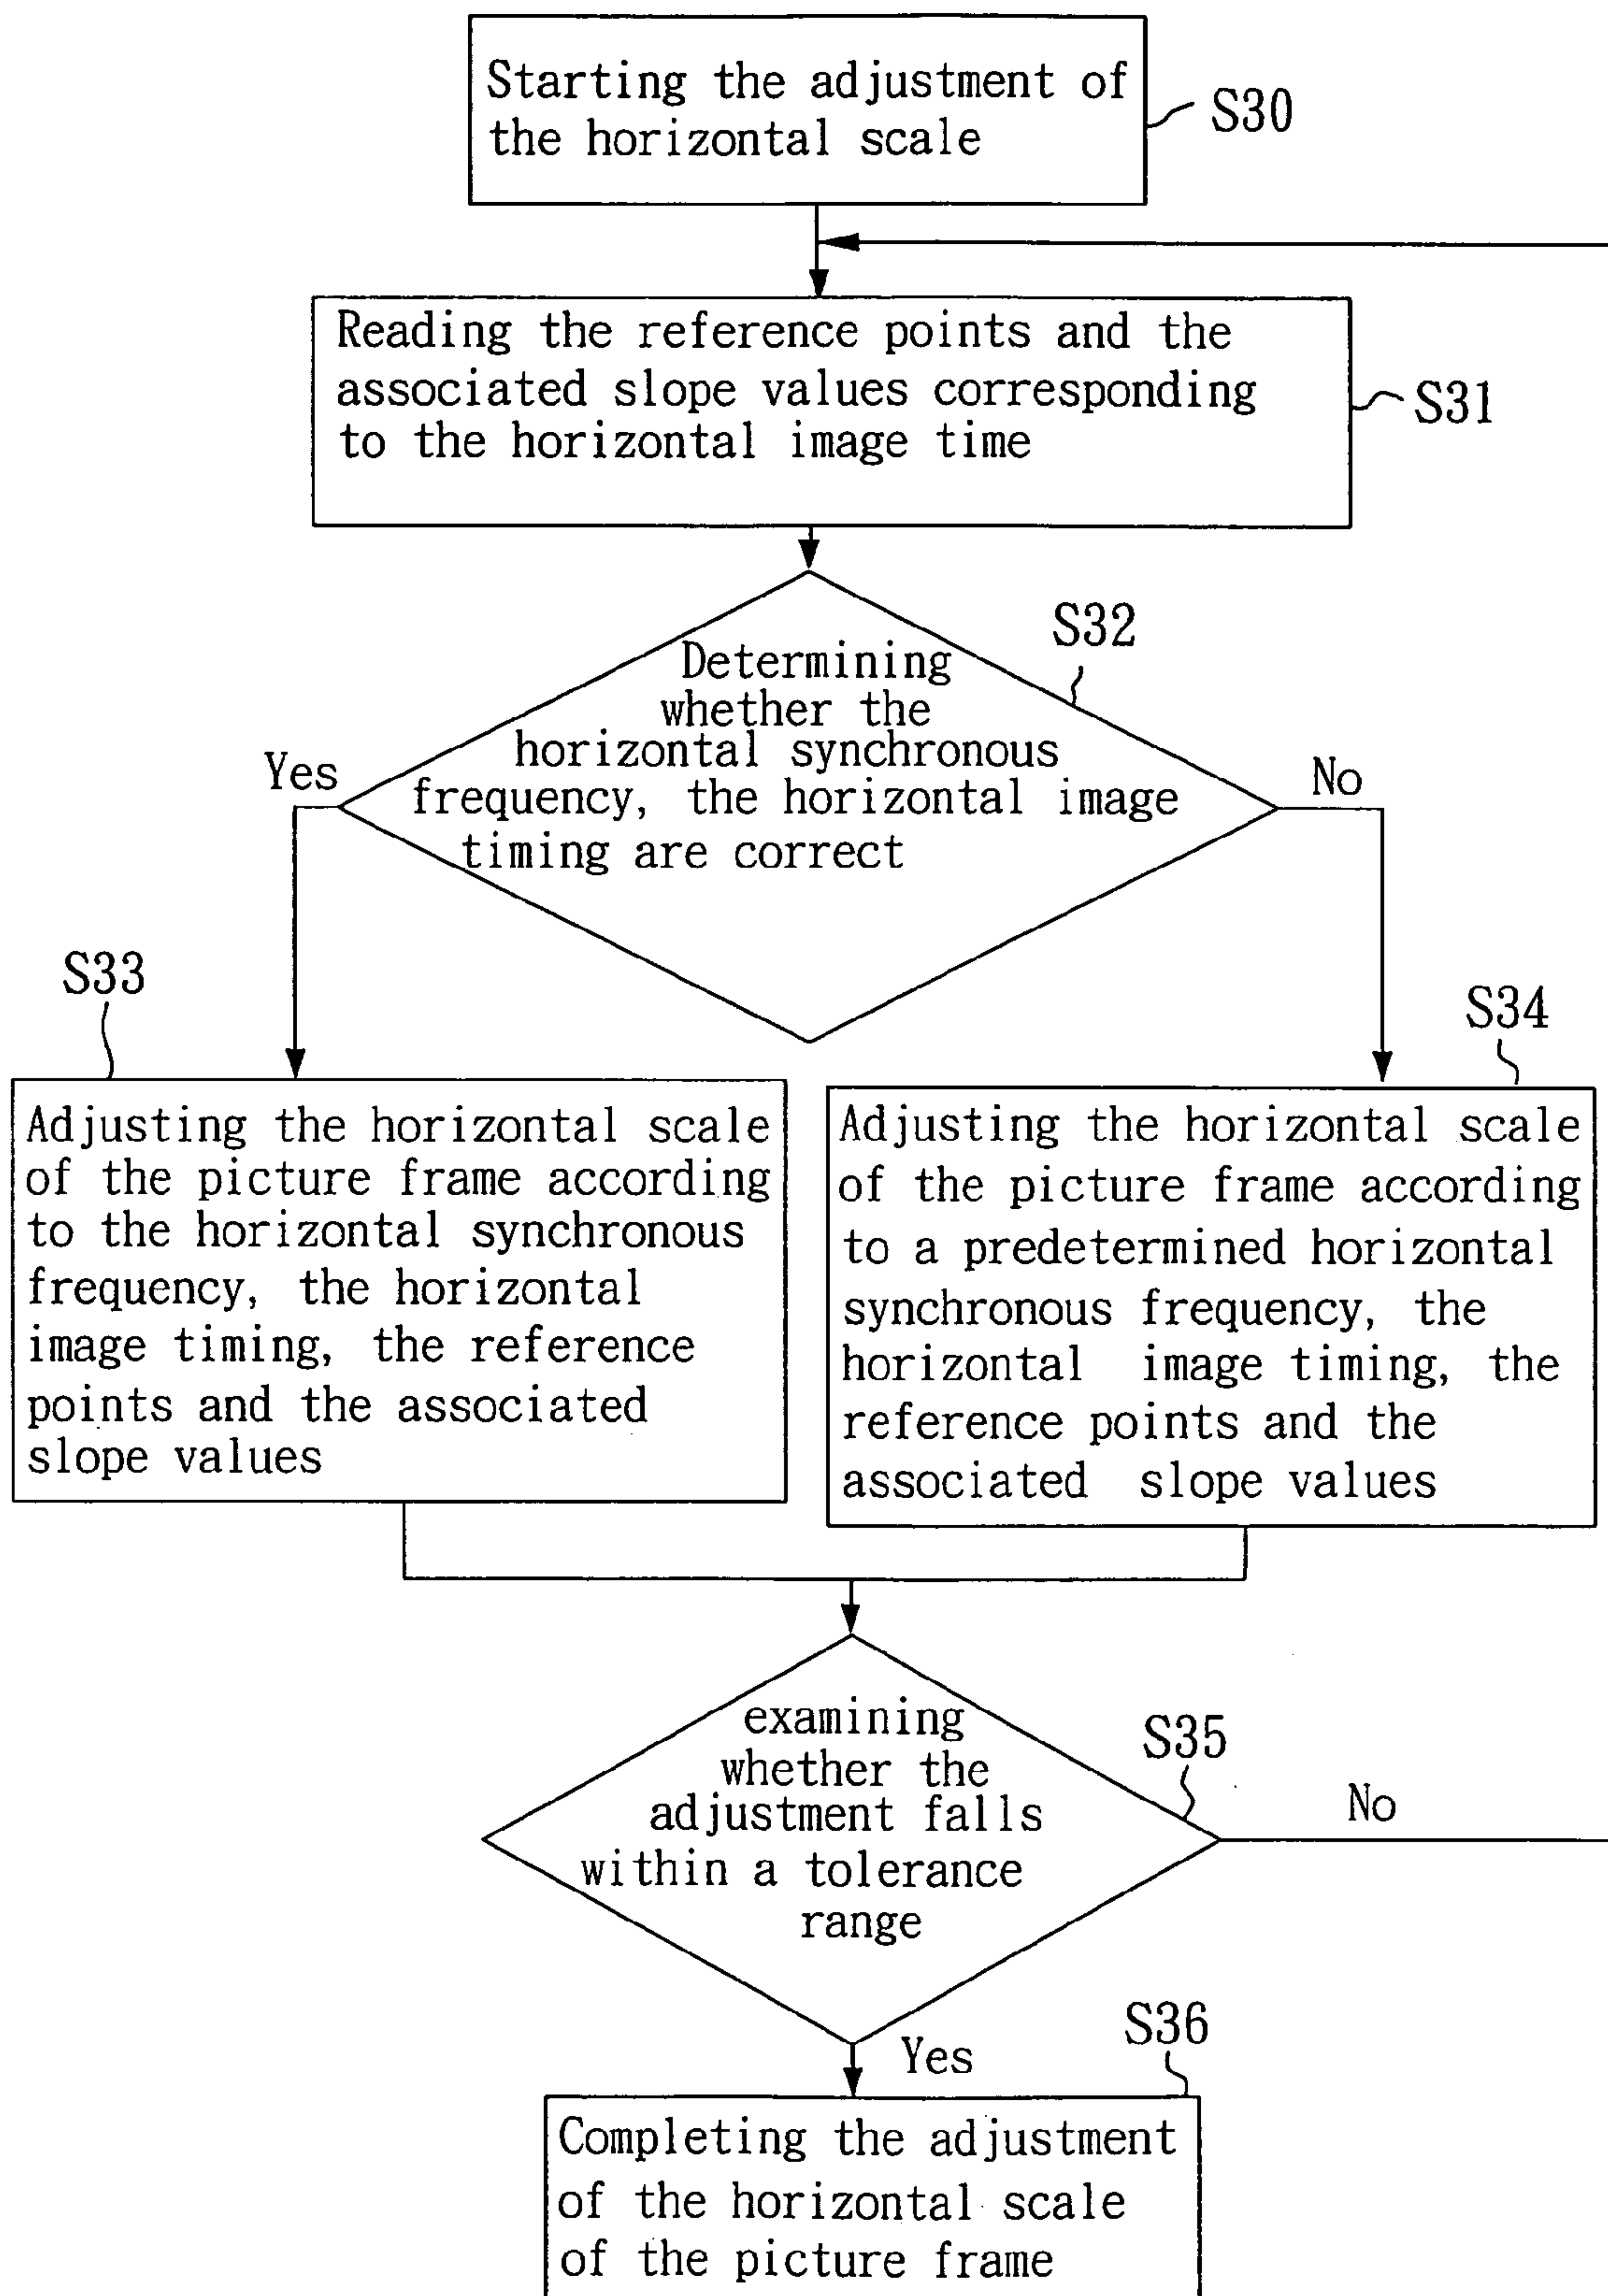 Starting the adjustment of
the horizontal scale
S30
Reading the reference points and the
associated slope values corresponding
to the horizontal image time
S31
S32
Determining
whether the
horizontal synchronous
frequency, the horizontal image
timing are correct
Yes
No
S33
Adjusting the horizontal scale
of the picture frame according
to the horizontal synchronous
frequency, the horizontal
image timing, the reference
points and the associated
slope values
S34
Adjusting the horizontal scale
of the picture frame according
to a predetermined horizontal
synchronous frequency, the
horizontal image timing, the
reference points and the
associated slope values
examining
whether the
adjustment falls
within a tolerance
range
S35
No
Yes
S36
Completing the adjustment
of the horizontal scale
of the picture frame